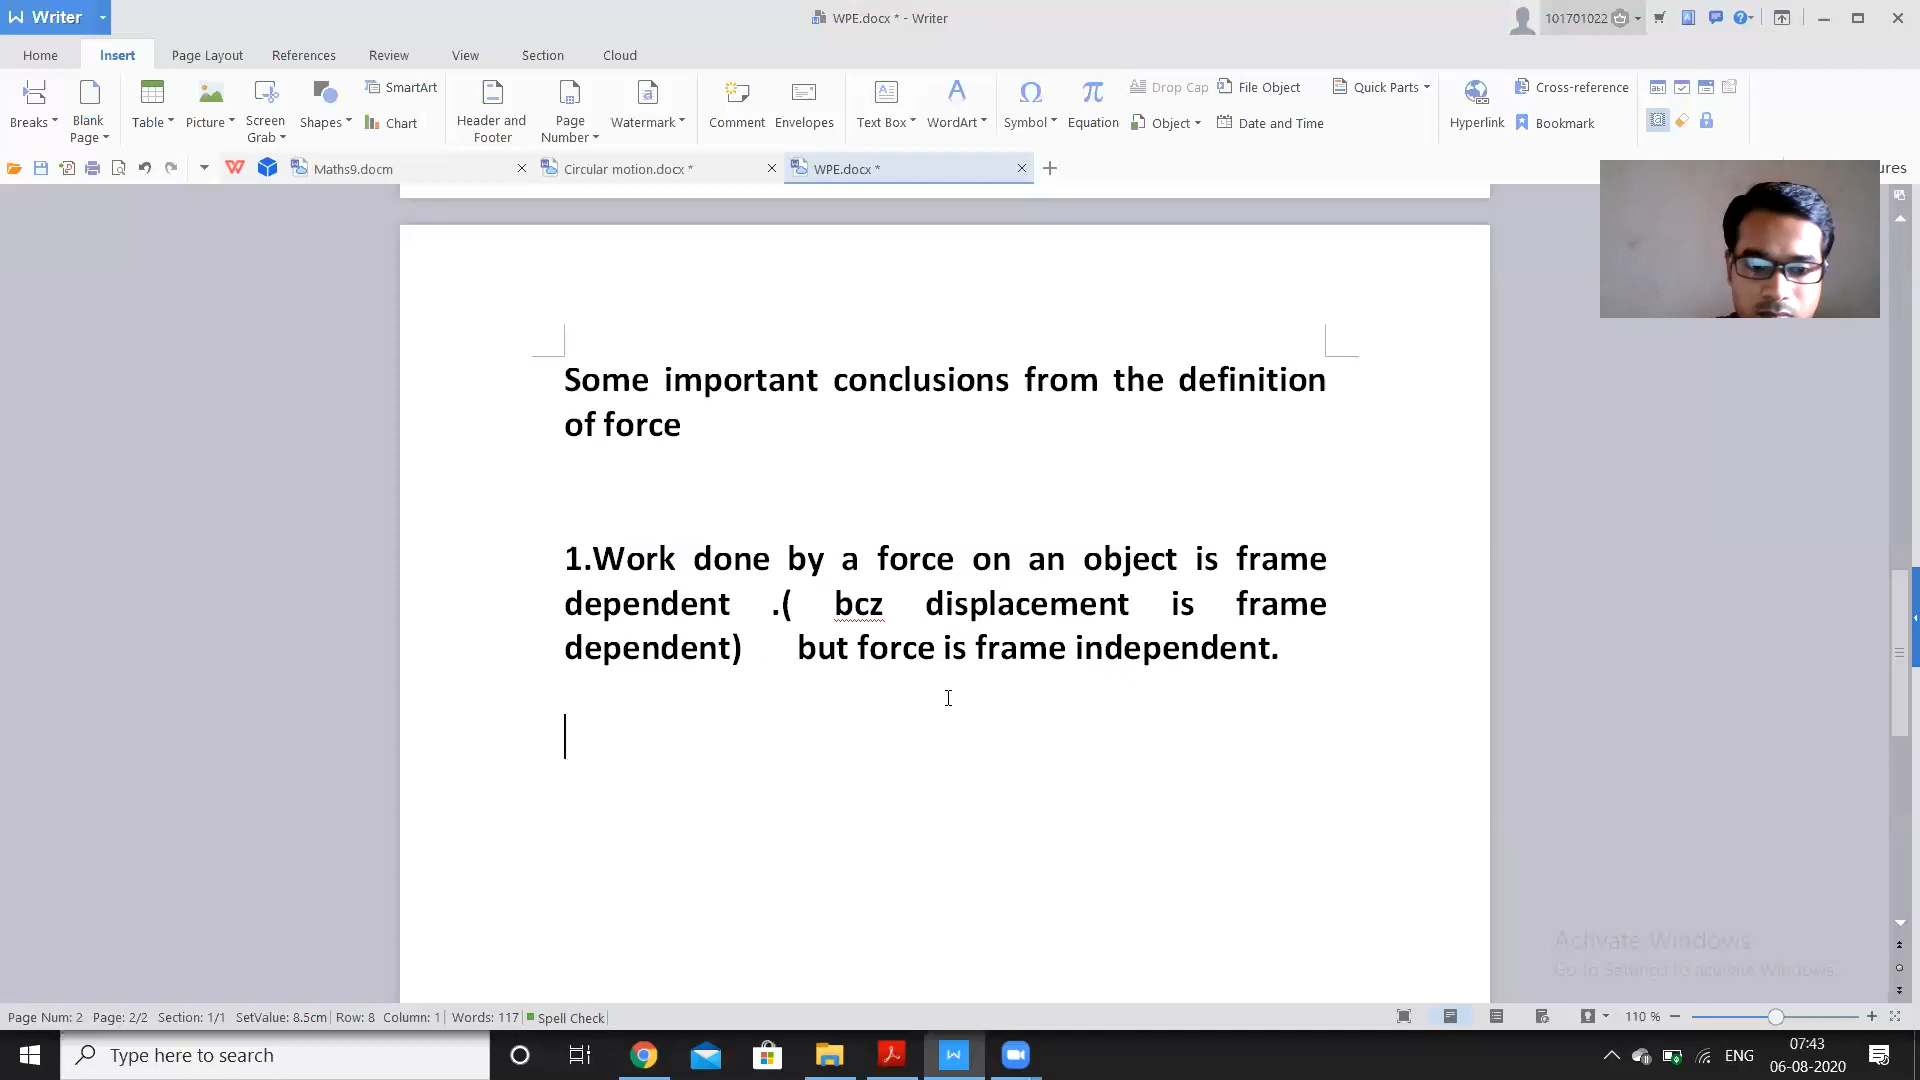 Writer
WPE.docx * - Writer
101701022
Home
Insert
Page Layout
References
Review
View
Section
Cloud
Breaks
Blank
Page
Table
Picture
Screen
Grab
Shapes
SmartArt
Chart
Header and
Footer
Page
Number
Watermark
Comment
Envelopes
Text Box
WordArt
Symbol
Equation
Drop Cap
Object
File Object
Date and Time
Quick Parts
Hyperlink
Cross-reference
Bookmark
Maths9.docm
Circular motion.docx *
WPE.docx *
ures
Some important conclusions from the definition
of force
1.Work done by a force on an object is frame
dependent .( bcz displacement is frame
dependent) but force is frame independent.
Activate Windows
Go to Settings to activate Windows.
Page Num: 2 Page: 2/2 Section: 1/1 SetValue: 8.5cm Row: 8 Column: 1 Words: 117 Spell Check
110 %
Type here to search
ENG
07:43
06-08-2020